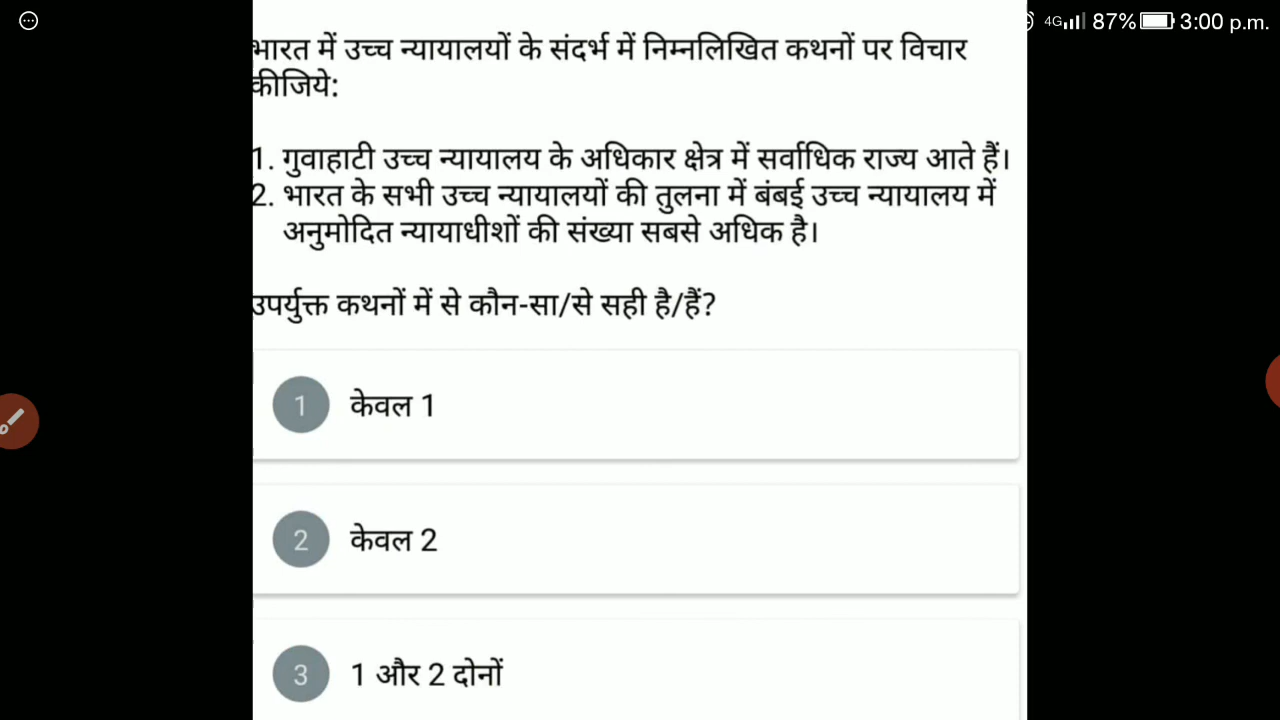 4G 87% 3:00 p.m.
भारत में उच्च न्यायालयों के संदर्भ में निम्नलिखित कथनों पर विचार
कीजिये:
1. गुवाहाटी उच्च न्यायालय के अधिकार क्षेत्र में सर्वाधिक राज्य आते हैं।
2. भारत के सभी उच्च न्यायालयों की तुलना में बंबई उच्च न्यायालय में
अनुमोदित न्यायाधीशों की संख्या सबसे अधिक है।
उपर्युक्त कथनों में से कौन-सा/से सही है/हैं?
1 केवल 1
2 केवल 2
3 1 और 2 दोनों